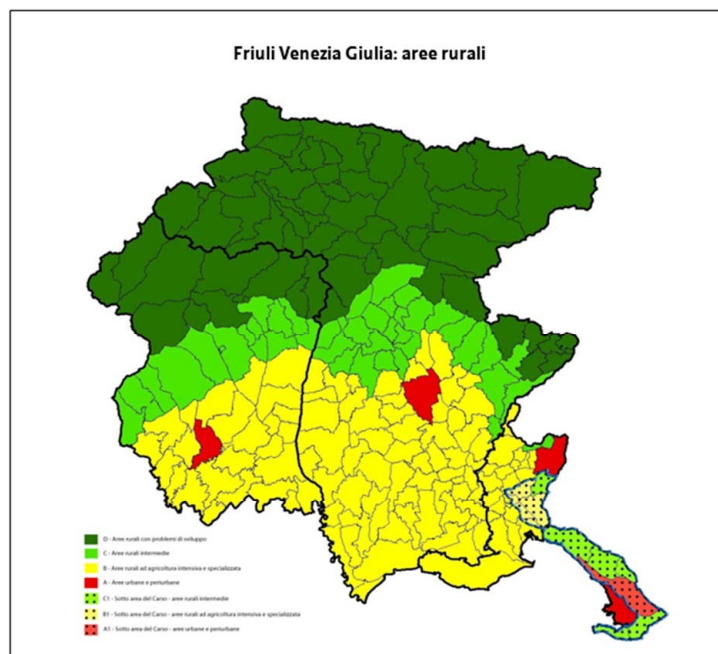 Friuli Venezia Giulia: aree rurali
D - Aree rurali con problemi di sviluppo
C - Aree rurali intermedie
B - Aree rurali ad agricoltura intensiva e specializzata
A - Aree urbane e periurbane
C1 - Sotto area del Carso - aree rurali intermedie
B1 - Sotto area del Carso - aree rurali ad agricoltura intensiva e specializzata
A1 - Sotto area del Carso - aree urbane e periurbane